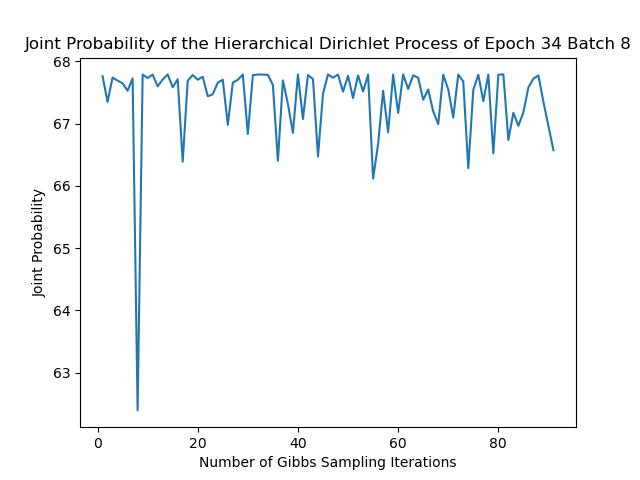 Joint Probability of the Hierarchical Dirichlet Process of Epoch 34 Batch 8
68
67
66
65
64
63
Joint Probability
0 20 40 60 80
Number of Gibbs Sampling Iterations